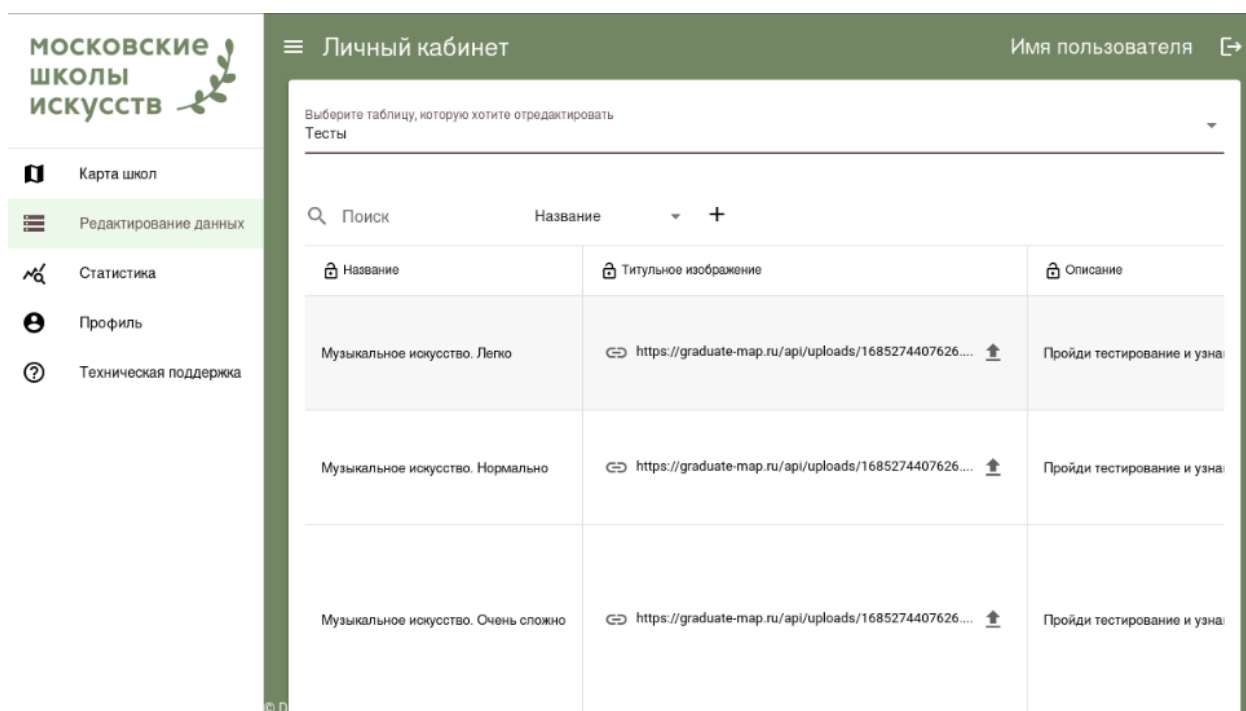 московские
школы
искусств
Личный кабинет
Имя пользователя
Выберите таблицу, которую хотите отредактировать
Тесты
Карта школ
Редактирование данных
Статистика
Профиль
Техническая поддержка
Поиск
Название
Название
Титульное изображение
Описание
Музыкальное искусство. Легко
https://graduate-map.ru/api/uploads/1685274407626....
Пройди тестирование и узна
Музыкальное искусство. Нормально
https://graduate-map.ru/api/uploads/1685274407626....
Пройди тестирование и узна
Музыкальное искусство. Очень сложно
https://graduate-map.ru/api/uploads/1685274407626....
Пройди тестирование и узна
© D